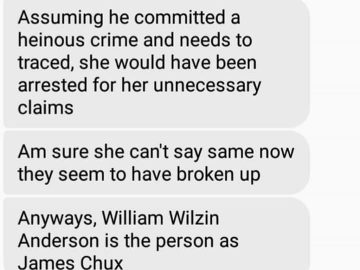 Assuming he committed a
heinous crime and needs to
traced, she would have been
arrested for her unnecessary
claims
Am sure she can't say same now
they seem to have broken up
Anyways, William Wilzin
Anderson is the person as
James Chux